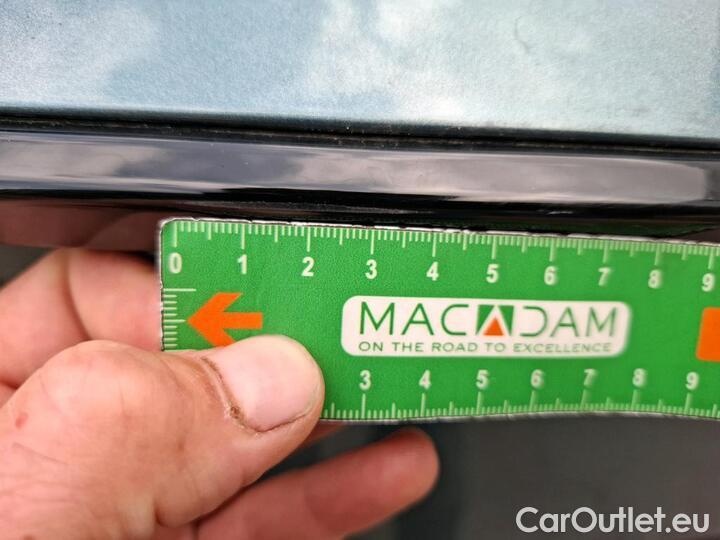 0 1 2 3 4 5 6 7 8 9
MACADAM
ON THE ROAD TO EXCELLENCE
3 4 5 6 7 8 9
CarOutlet.eu